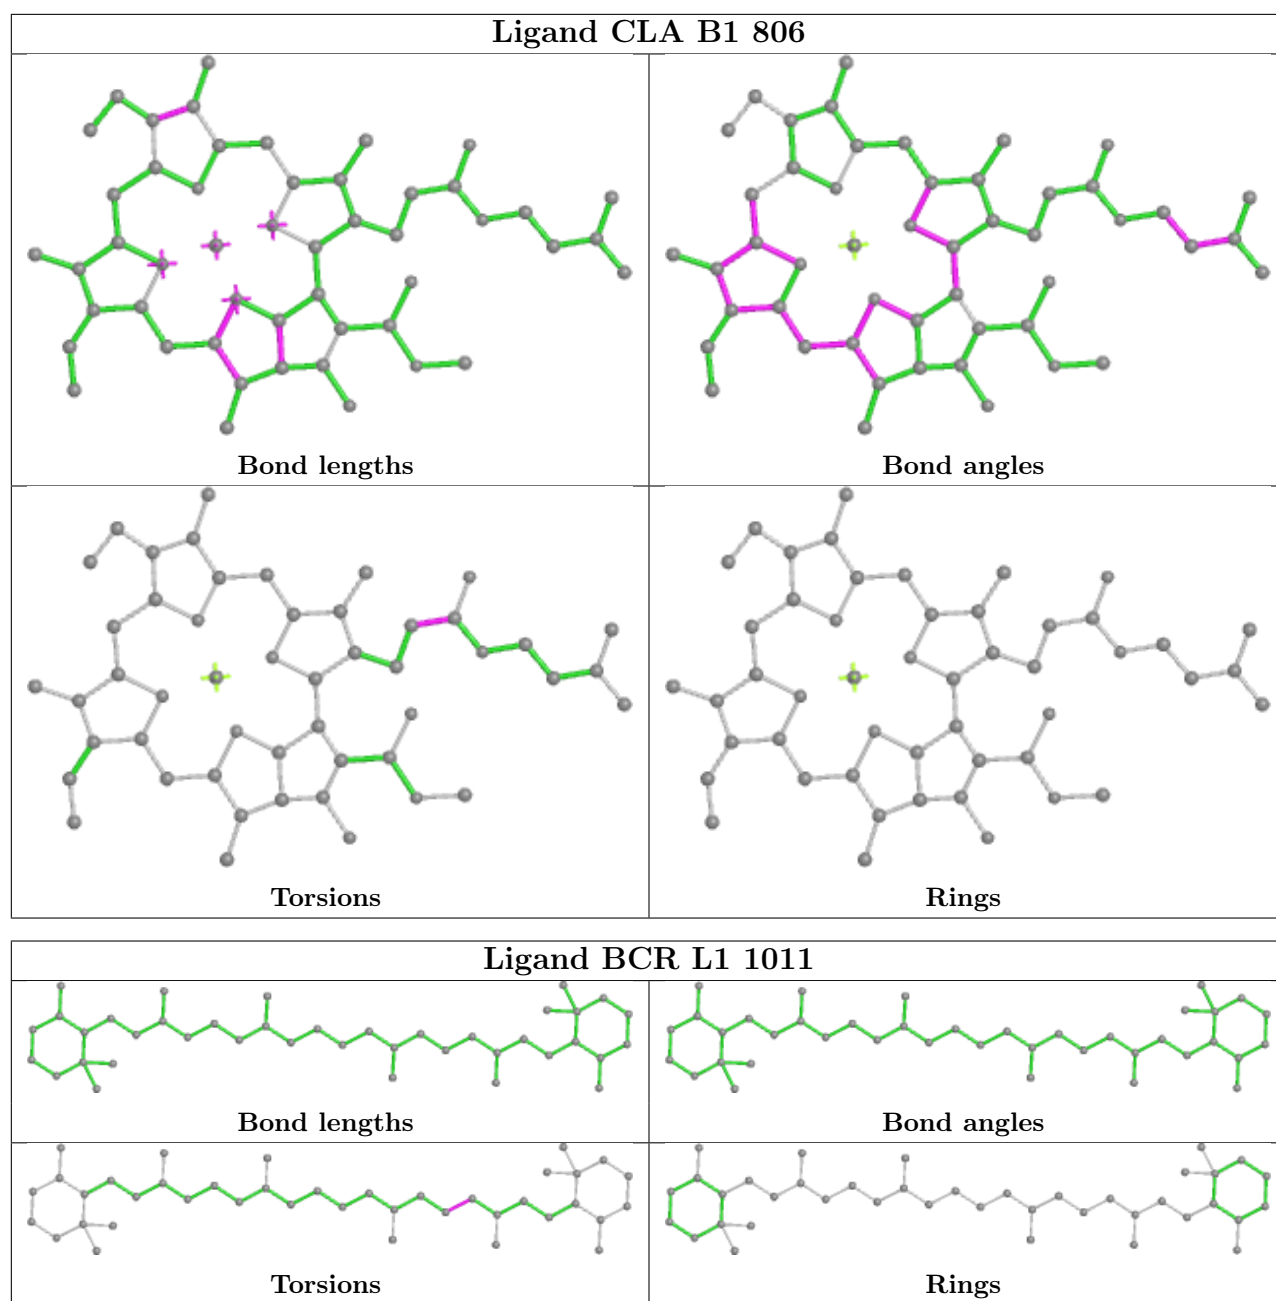 Ligand CLA B1 806
Bond lengths
Bond angles
Torsions
Rings
Ligand BCR L1 1011
Bond lengths
Bond angles
Torsions
Rings